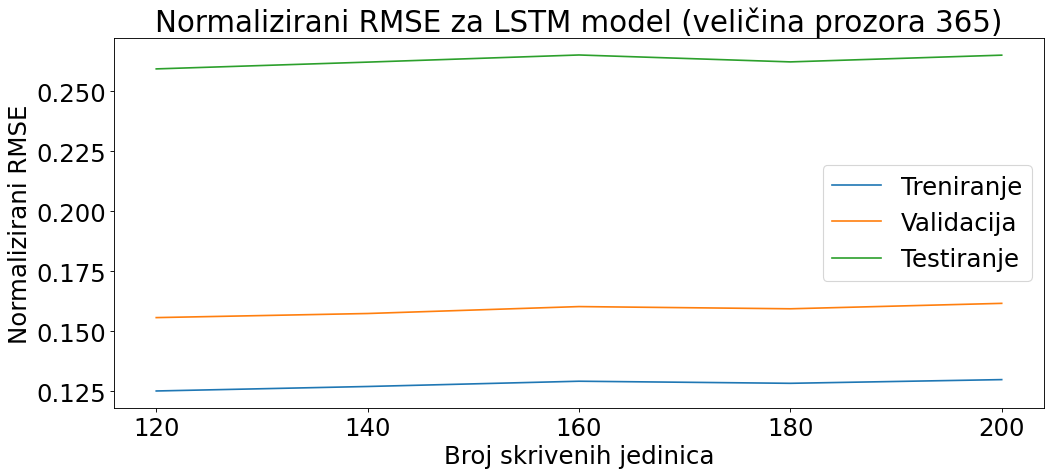 Normalizirani RMSE za LSTM model (veličina prozora 365)
Normalizirani RMSE
0.250
0.225
0.200
0.175
0.150
0.125
Treniranje
Validacija
Testiranje
120 140 160 180 200
Broj skrivenih jedinica